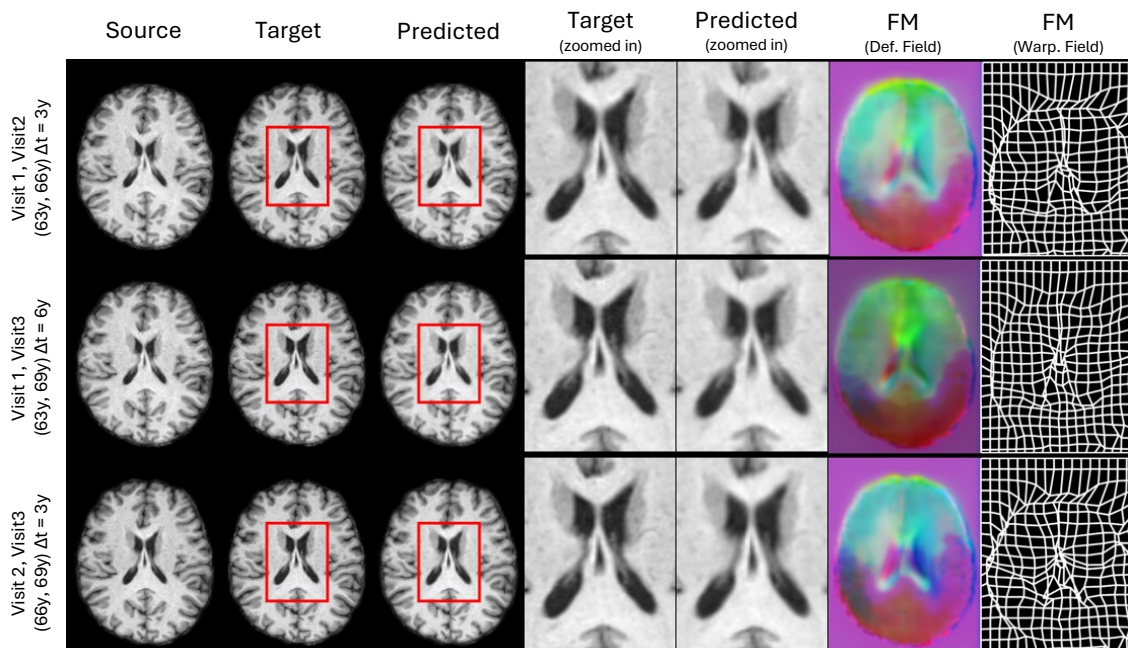 Source
Target
Predicted
Target
(zoomed in)
Predicted
(zoomed in)
FM
(Def. Field)
FM
(Warp. Field)
Visit 1, Visit2
(63y, 66y) Δt = 3y
Visit 1, Visit3
(63y, 69y) Δt = 6y
Visit 2, Visit3
(66y, 69y) Δt = 3y